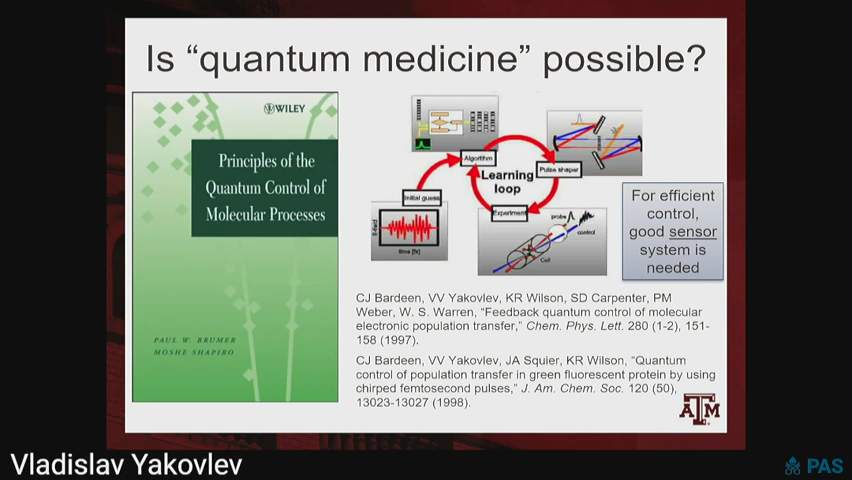 Is “quantum medicine” possible?
WILEY
Principles of the
Quantum Control of
Molecular Processes
PAUL W. BRUMER
MOSHE SHAPIRO
Algorithm
Pulse shaper
Learning
loop
Initial guess
Experiment
E-field
time [fs]
probe
control
Cell
For efficient
control,
good sensor
system is
needed
CJ Bardeen, VV Yakovlev, KR Wilson, SD Carpenter, PM
Weber, W. S. Warren, “Feedback quantum control of molecular
electronic population transfer,” Chem. Phys. Lett. 280 (1-2), 151-
158 (1997).
CJ Bardeen, VV Yakovlev, JA Squier, KR Wilson, “Quantum
control of population transfer in green fluorescent protein by using
chirped femtosecond pulses,” J. Am. Chem. Soc. 120 (50),
13023-13027 (1998).
ATM
Vladislav Yakovlev
PAS